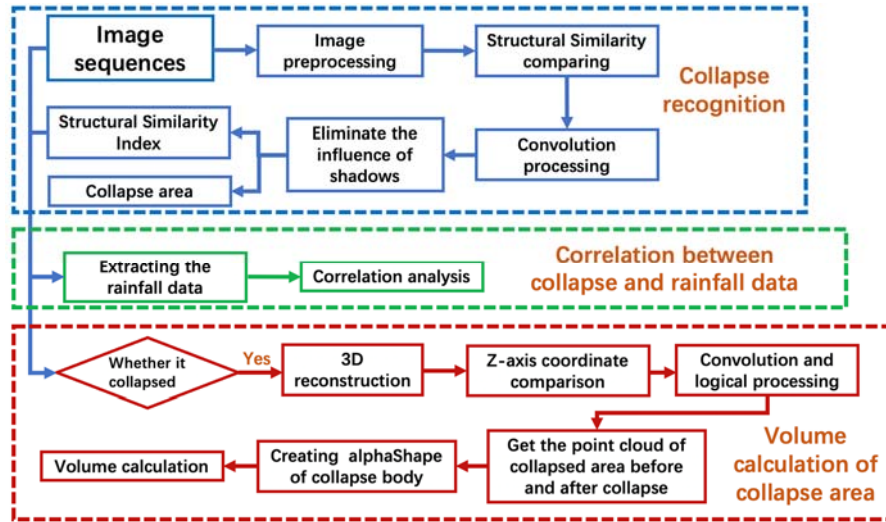 Image
sequences
Image
preprocessing
Structural Similarity
comparing
Collapse
recognition
Structural Similarity
Index
Eliminate the
influence of
shadows
Convolution
processing
Collapse area
Extracting the
rainfall data
Correlation analysis
Correlation between
collapse and rainfall data
Whether it
collapsed
Yes
3D
reconstruction
Z-axis coordinate
comparison
Convolution and
logical processing
Volume calculation
Creating alphaShape
of collapse body
Get the point cloud of
collapsed area before
and after collapse
Volume
calculation of
collapse area